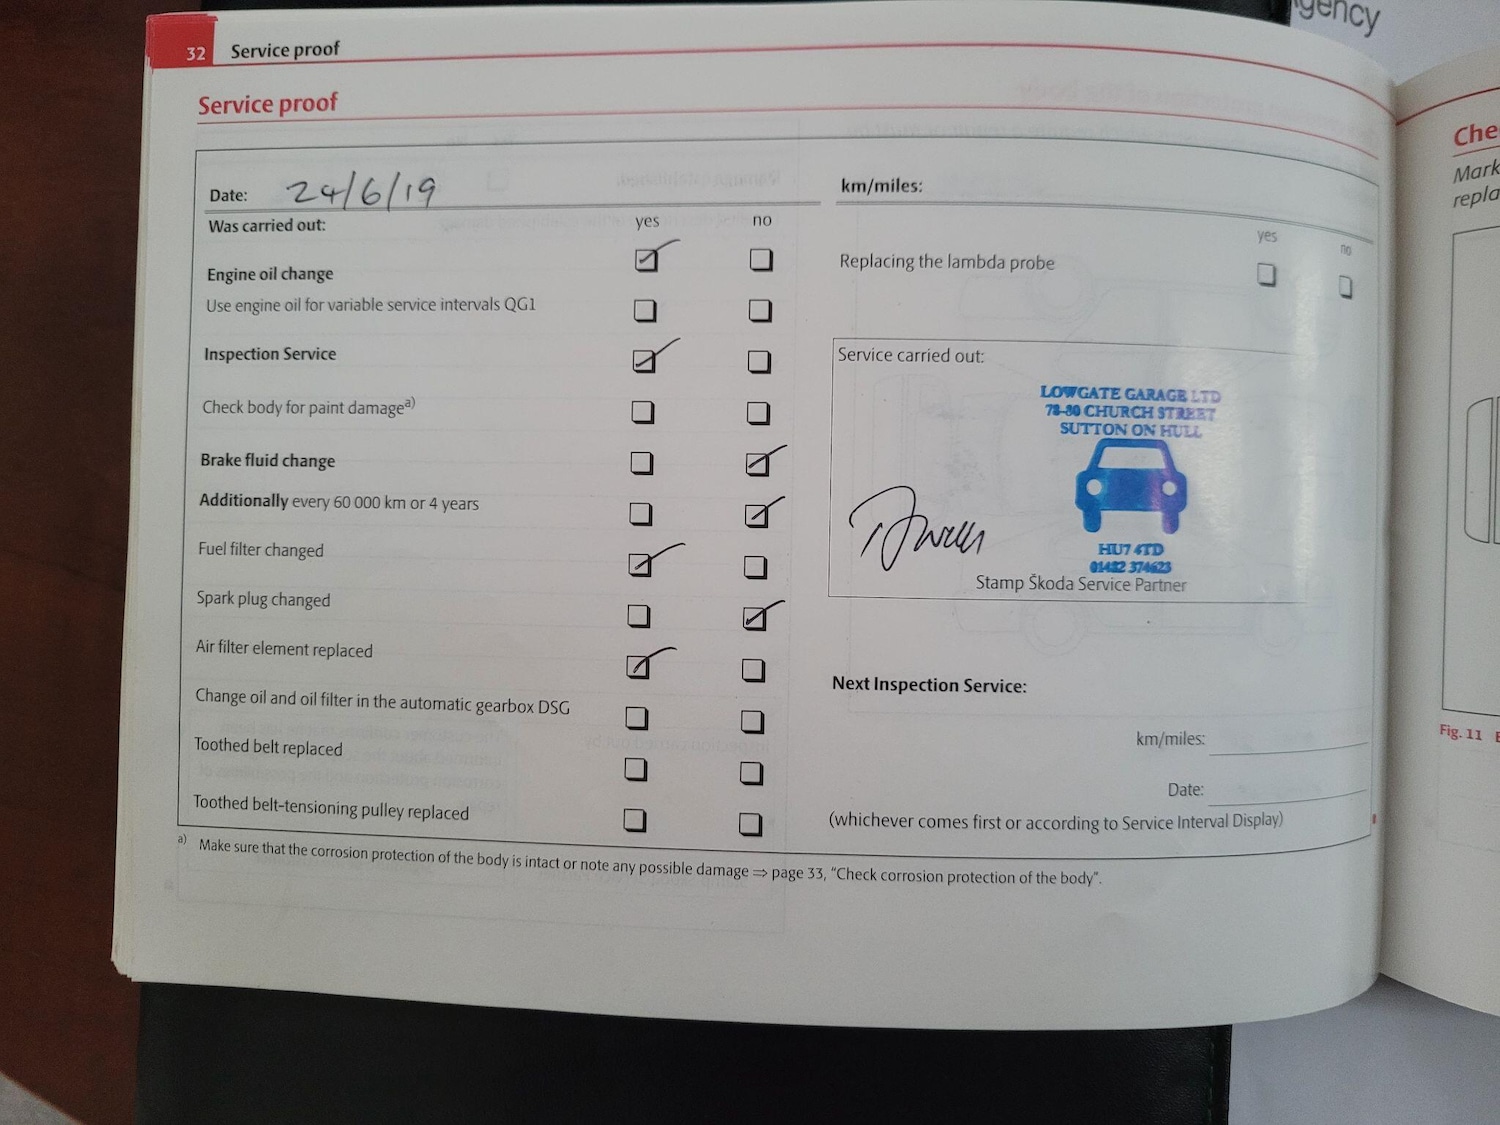 gency
32 Service proof
Service proof
Date: 24/6/19
km/miles:
Was carried out: yes no
Engine oil change
Use engine oil for variable service intervals QG1
Inspection Service
Check body for paint damage a)
Brake fluid change
Additionally every 60 000 km or 4 years
Fuel filter changed
Spark plug changed
Air filter element replaced
Change oil and oil filter in the automatic gearbox DSG
Toothed belt replaced
Toothed belt-tensioning pulley replaced
yes no
Replacing the lambda probe
Service carried out:
LOWGATE GARAGE LTD
78-80 CHURCH STREET
SUTTON ON HULL
HU7 4TD
01482 374623
Stamp Škoda Service Partner
Next Inspection Service:
km/miles:
Date:
(whichever comes first or according to Service Interval Display)
a) Make sure that the corrosion protection of the body is intact or note any possible damage ⇒ page 33, "Check corrosion protection of the body".
Che
Mark
repla
Fig. 11